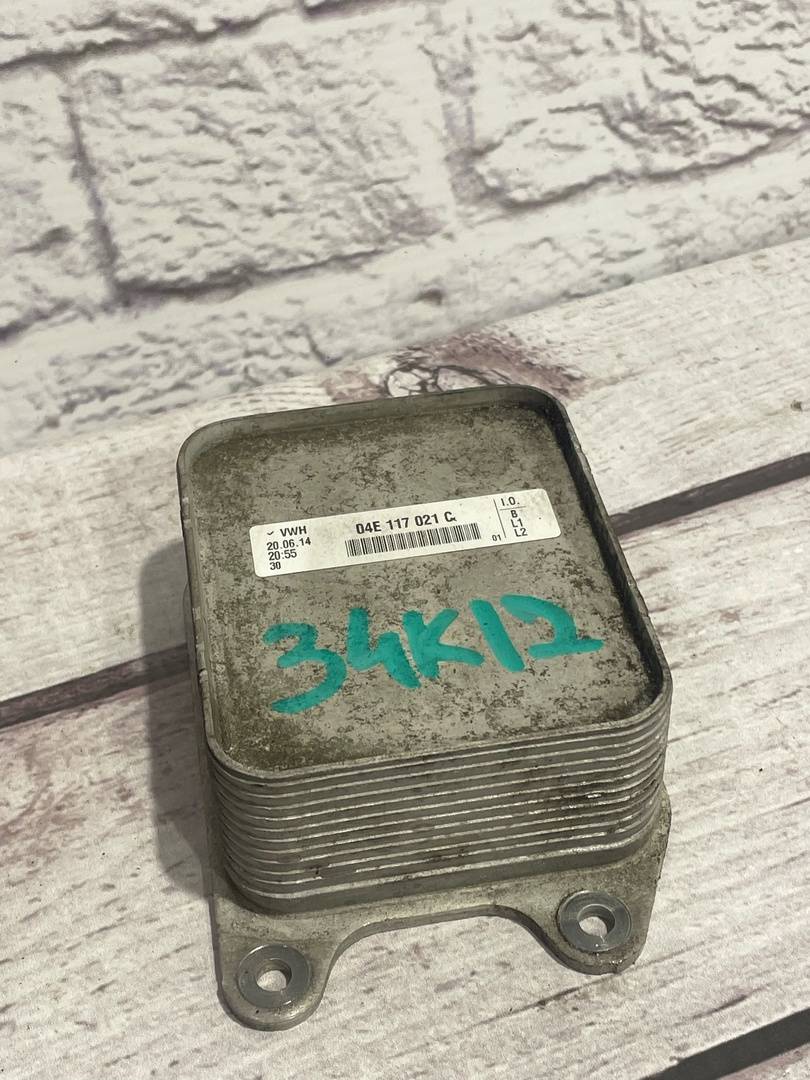 VWH
20.06.14
20:55
30
04E 117 021 G
01
I.O.
B
L1
L2
34K12